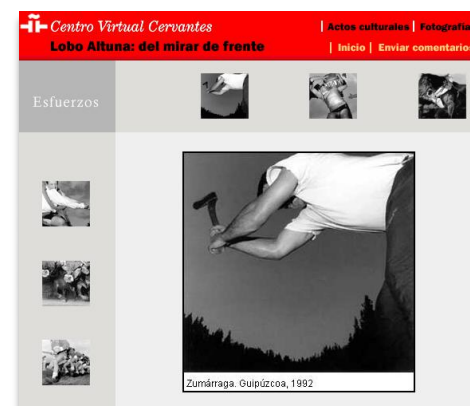 Centro Virtual Cervantes
Actos culturales | Fotografía
Lobo Altuna: del mirar de frente
| Inicio | Enviar comentarios
Esfuerzos
Zumárraga. Guipúzcoa, 1992